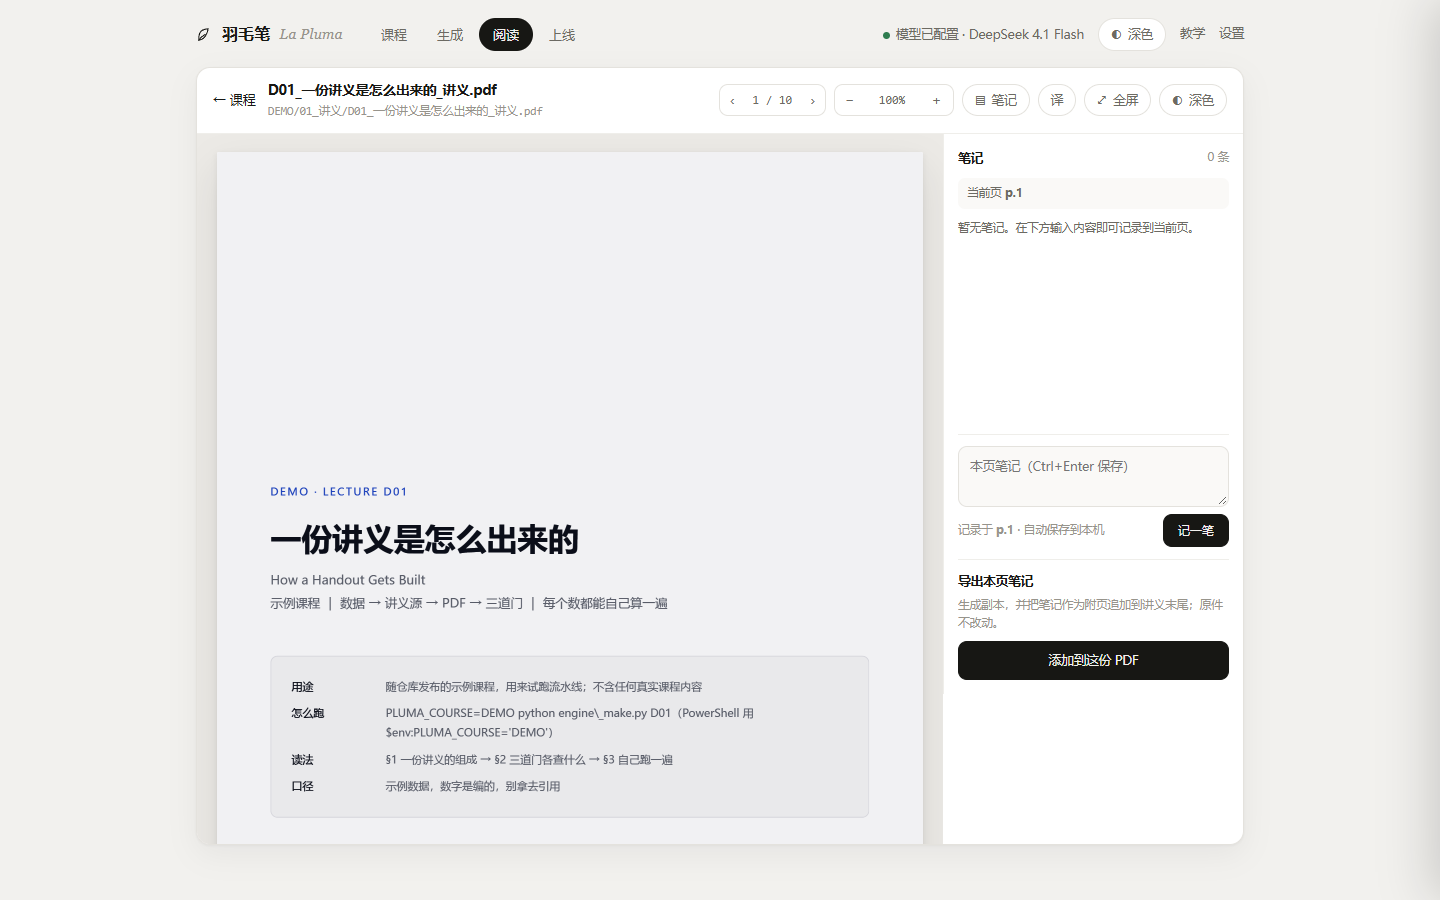 羽毛笔 La Pluma 课程 生成 阅读 上线 模型已配置 · DeepSeek 4.1 Flash 深色 教学 设置
← 课程 D01_一份讲义是怎么出来的_讲义.pdf
DEMO/01_讲义/D01_一份讲义是怎么出来的_讲义.pdf
‹ 1 / 10 › − 100% + 笔记 译 全屏 深色
DEMO · LECTURE D01
一份讲义是怎么出来的
How a Handout Gets Built
示例课程 | 数据 → 讲义源 → PDF → 三道门 | 每个数都能自己算一遍
用途 随仓库发布的示例课程，用来试跑流水线；不含任何真实课程内容
怎么跑 PLUMA_COURSE=DEMO python engine\_make.py D01（PowerShell 用
$env:PLUMA_COURSE='DEMO'）
读法 §1 一份讲义的组成 → §2 三道门各查什么 → §3 自己跑一遍
口径 示例数据，数字是编的，别拿去引用
笔记 0 条
当前页 p.1
暂无笔记。在下方输入内容即可记录到当前页。
本页笔记（Ctrl+Enter 保存）
记录于 p.1 · 自动保存到本机 记一笔
导出本页笔记
生成副本，并把笔记作为附页追加到讲义末尾；原件
不改动。
添加到这份 PDF